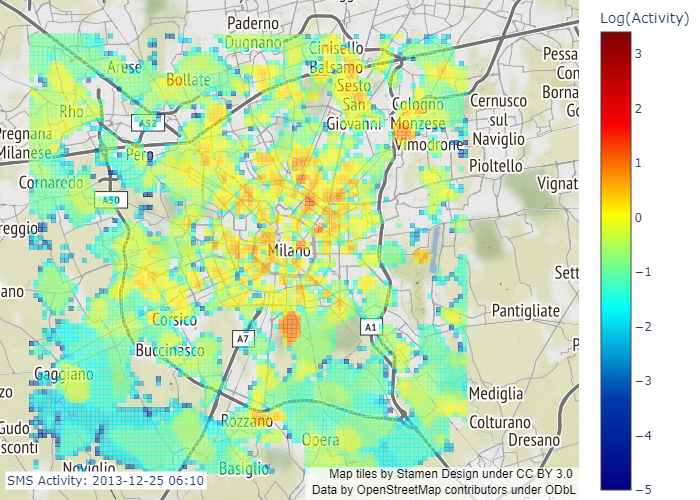 Log(Activity)
3
2
1
0
−1
−2
−3
−4
−5
Paderno
Dugnano
Cinisello
Balsamo
Arese
Bollate
Sesto
San
Giovanni
Cologno
Monzese
Vimodrone
Cernusco
sul
Naviglio
Pessa
Con
Borna
Go
Rho
A52
Pregnana
Milanese
Pero
Pioltello
Cornaredo
Vignat
A50
reggio
Milano
Sett
ano
Pantigliate
Corsico
A7
A1
Buccinasco
P
Gaggiano
zo
Mediglia
Rozzano
Colturano
Gudo
sconti
Opera
Dresano
Noviglio
Basiglio
SMS Activity: 2013-12-25 06:10
Map tiles by Stamen Design under CC BY 3.0
Data by OpenStreetMap contributors under ODbL